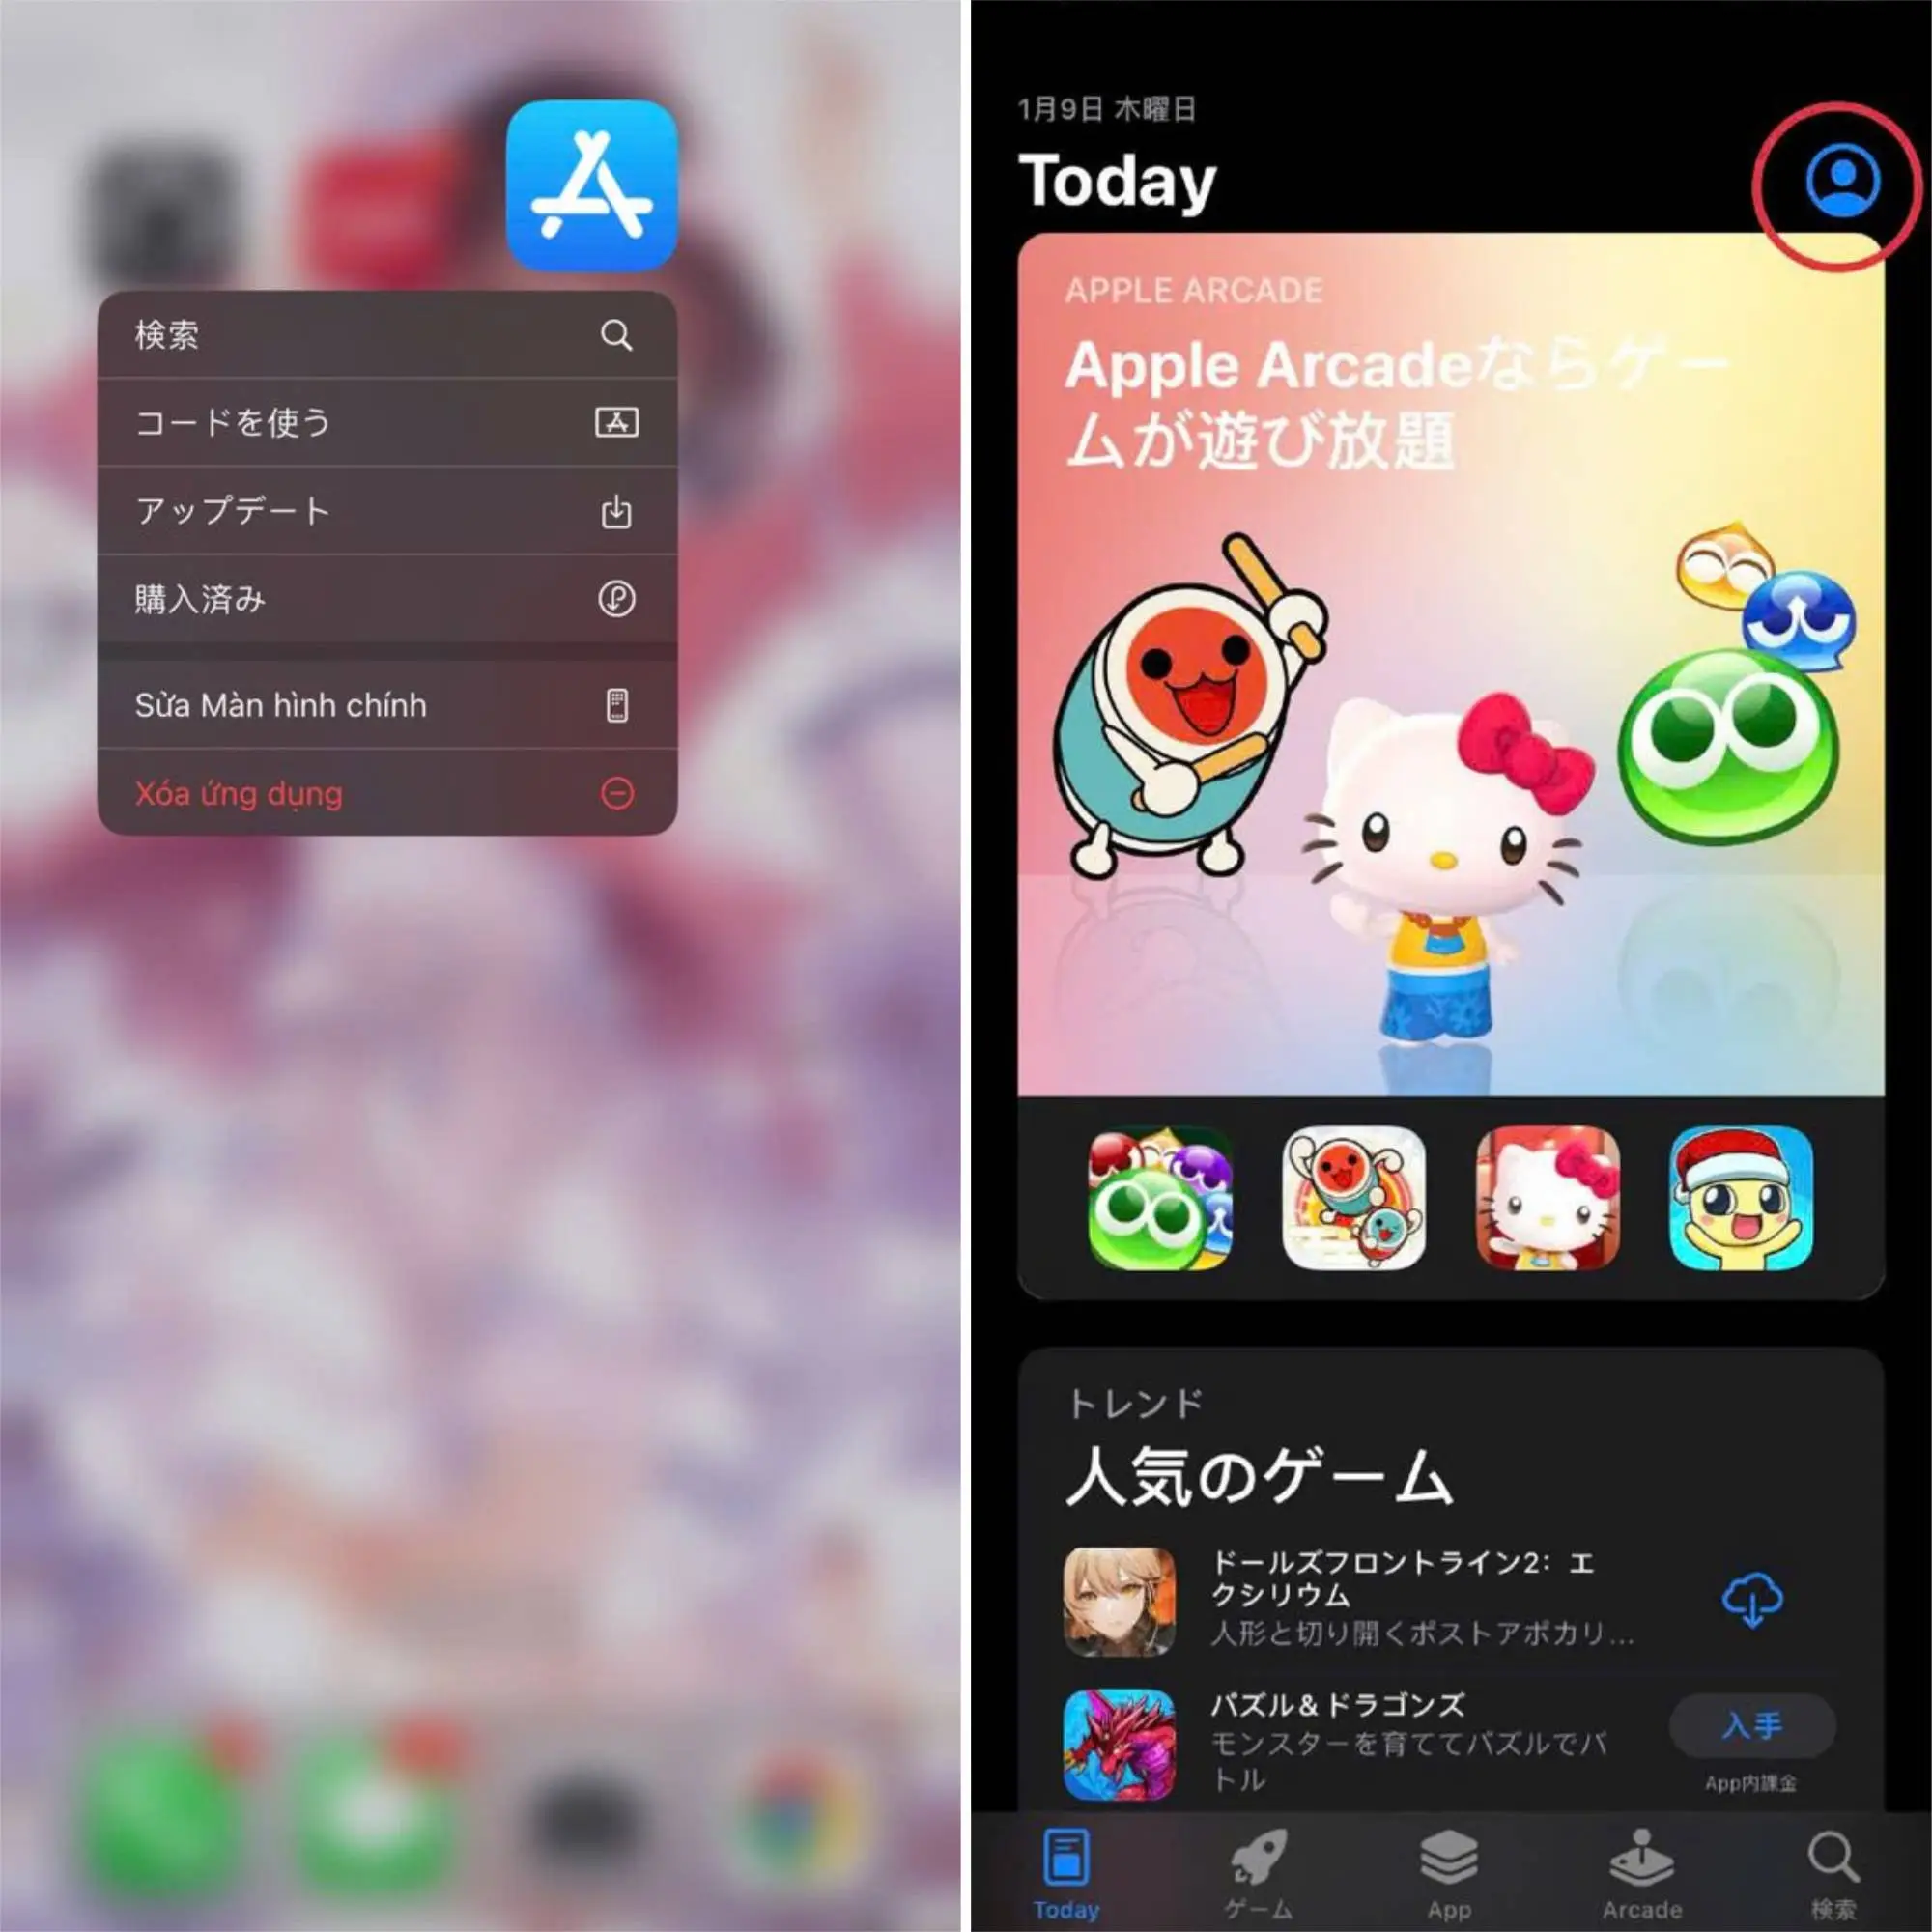 検索
コードを使う
アップデート
購入済み
Sửa Màn hình chính
Xóa ứng dụng
1月9日 木曜日
Today
APPLE ARCADE
Apple Arcadeならゲー
ムが遊び放題
トレンド
人気のゲーム
ドールズフロントライン2：エ
クシリウム
人形と切り開くポストアポカリ...
パズル＆ドラゴンズ
モンスターを育ててパズルでバ
トル
入手
App内課金
Today
ゲーム
App
Arcade
検索